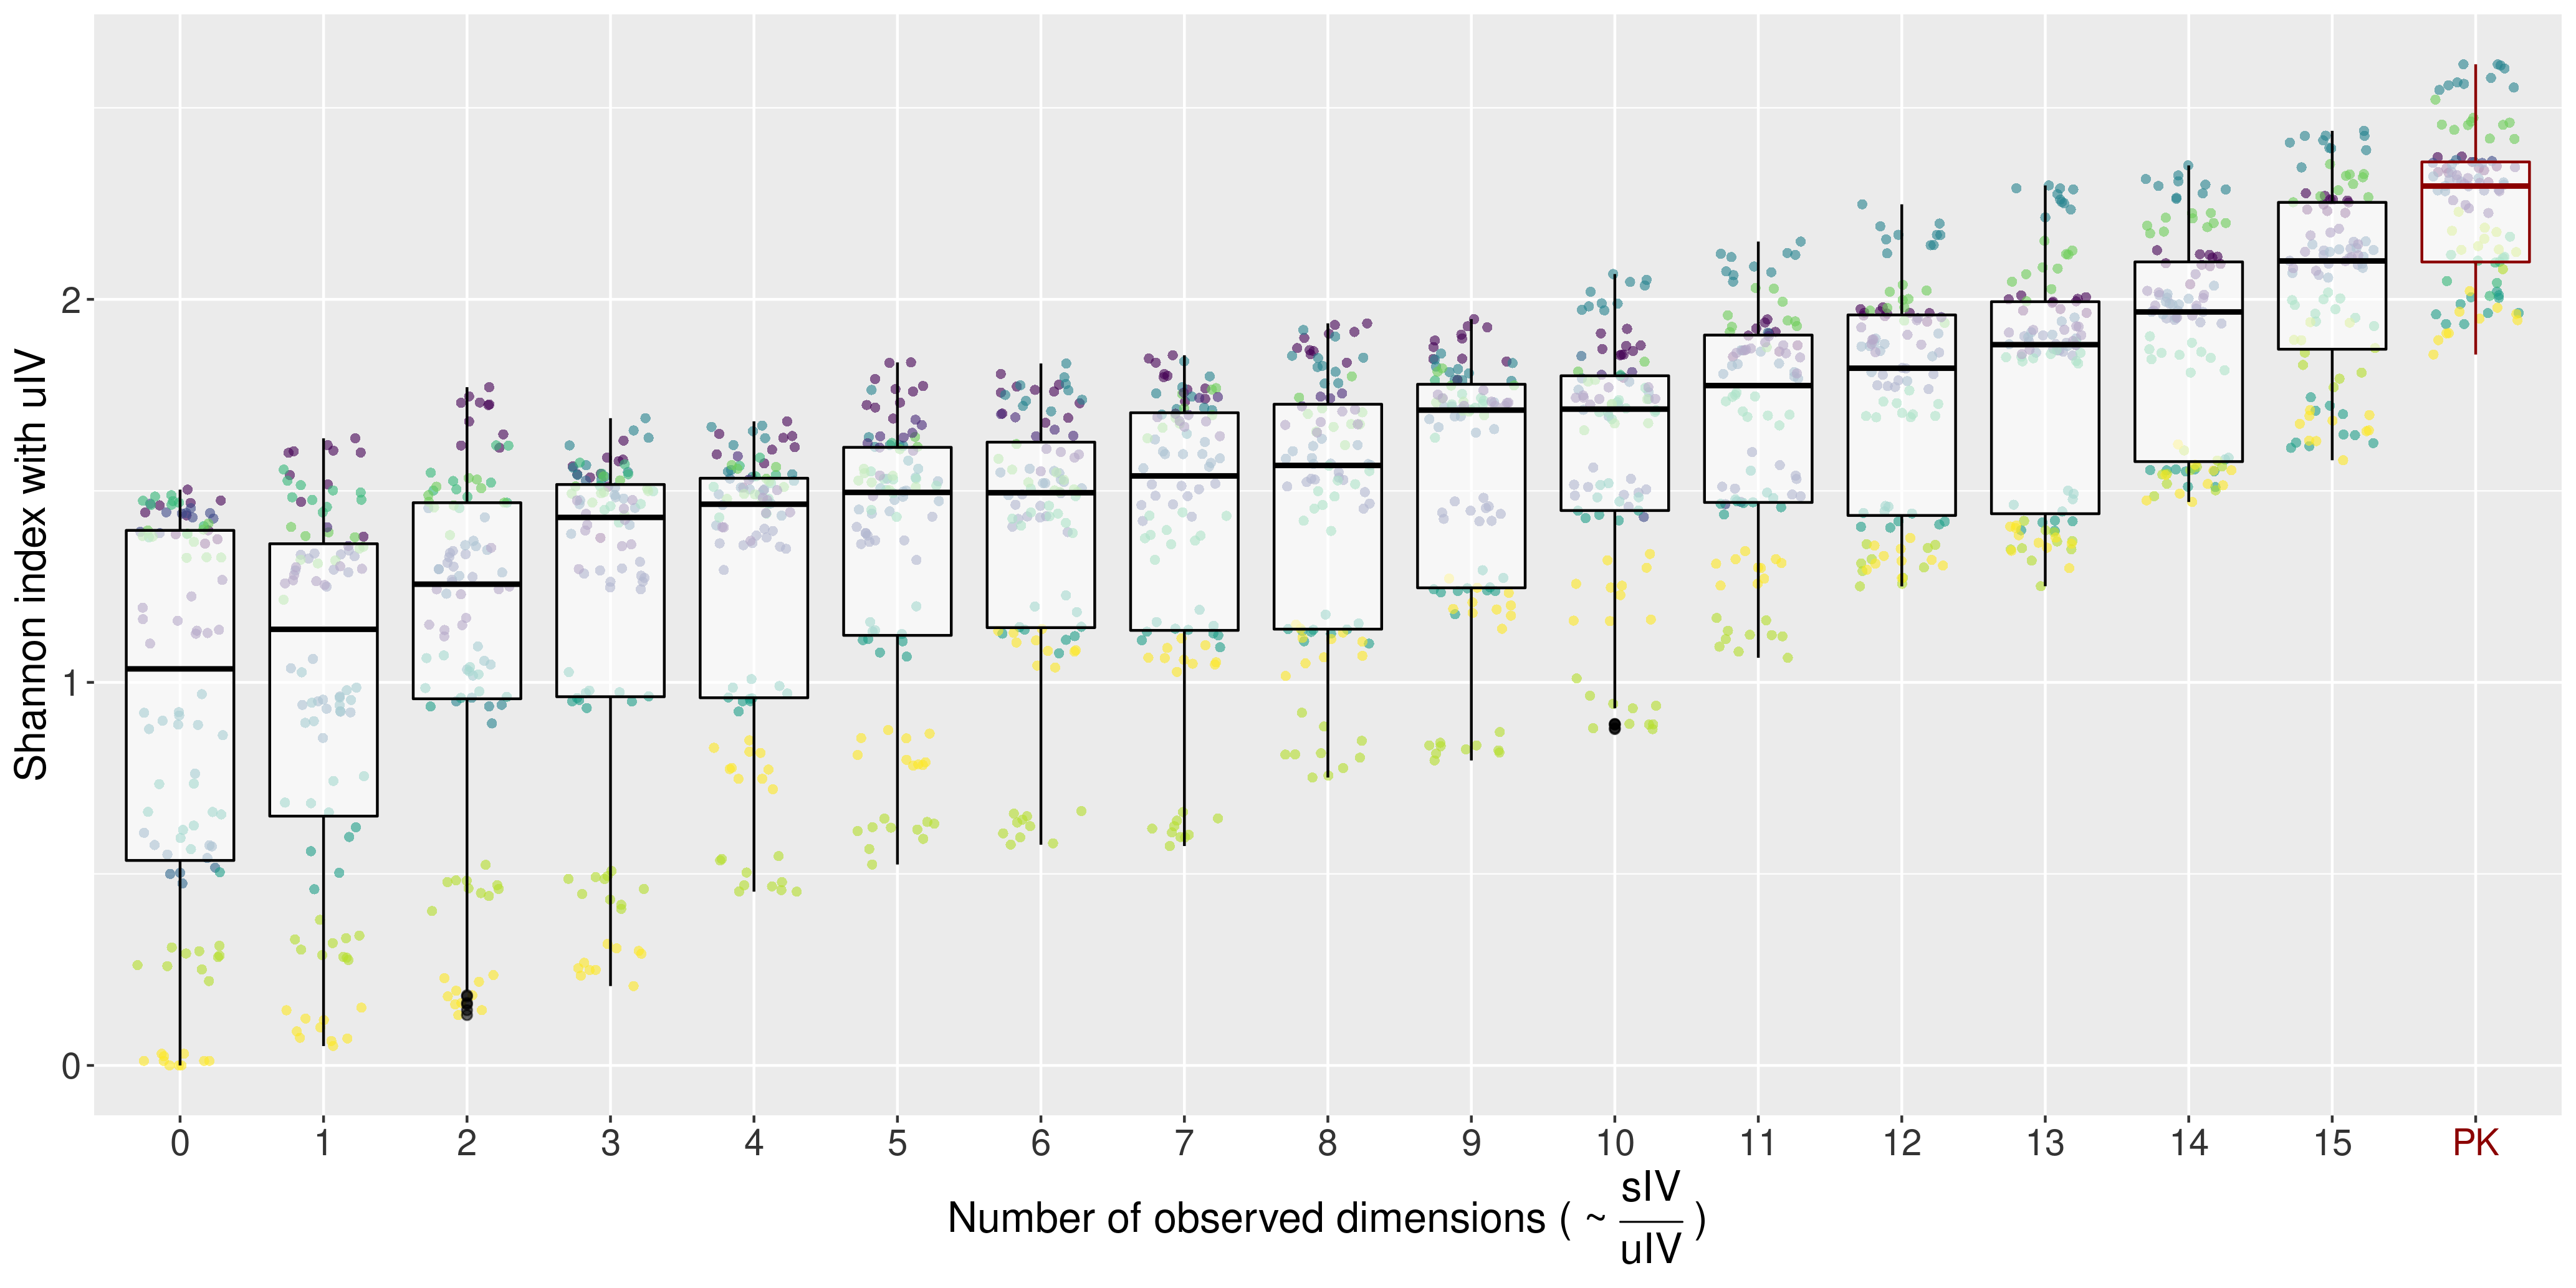 Shannon index with uIV
2
1
0
0 1 2 3 4 5 6 7 8 9 10 11 12 13 14 15 PK
Number of observed dimensions ( ~ sIV / uIV )